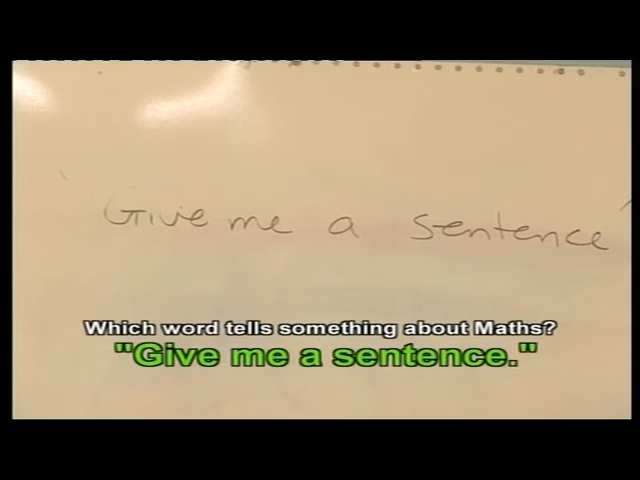 Give me a sentence
Which word tells something about Maths?
"Give me a sentence."